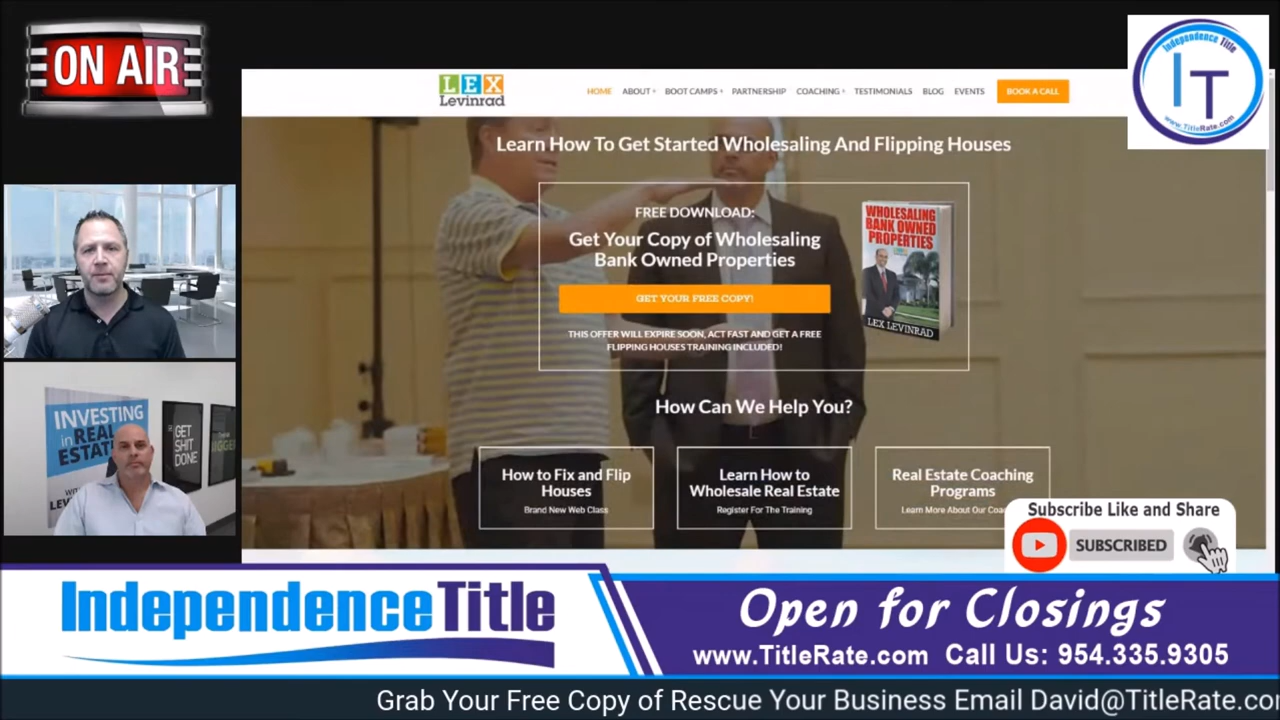 ON AIR
LEX
Levinrad
HOME ABOUT BOOT CAMPS PARTNERSHIP COACHING TESTIMONIALS BLOG EVENTS BOOK A CALL
Independence Title
IT
www.TitleRate.com
Learn How To Get Started Wholesaling And Flipping Houses
FREE DOWNLOAD:
Get Your Copy of Wholesaling
Bank Owned Properties
GET YOUR FREE COPY!
THIS OFFER WILL EXPIRE SOON, ACT FAST AND GET A FREE
FLIPPING HOUSES TRAINING INCLUDED!
WHOLESALING
BANK OWNED
PROPERTIES
LEX LEVINRAD
How Can We Help You?
How to Fix and Flip
Houses
Brand New Web Class
Learn How to
Wholesale Real Estate
Register For The Training
Real Estate Coaching
Programs
Learn More About Our
INVESTING
in REAL
ESTATE
GET
SHIT
DONE
BIGGER
Subscribe Like and Share
SUBSCRIBED
IndependenceTitle
Open for Closings
www.TitleRate.com Call Us: 954.335.9305
Grab Your Free Copy of Rescue Your Business Email David@TitleRate.co